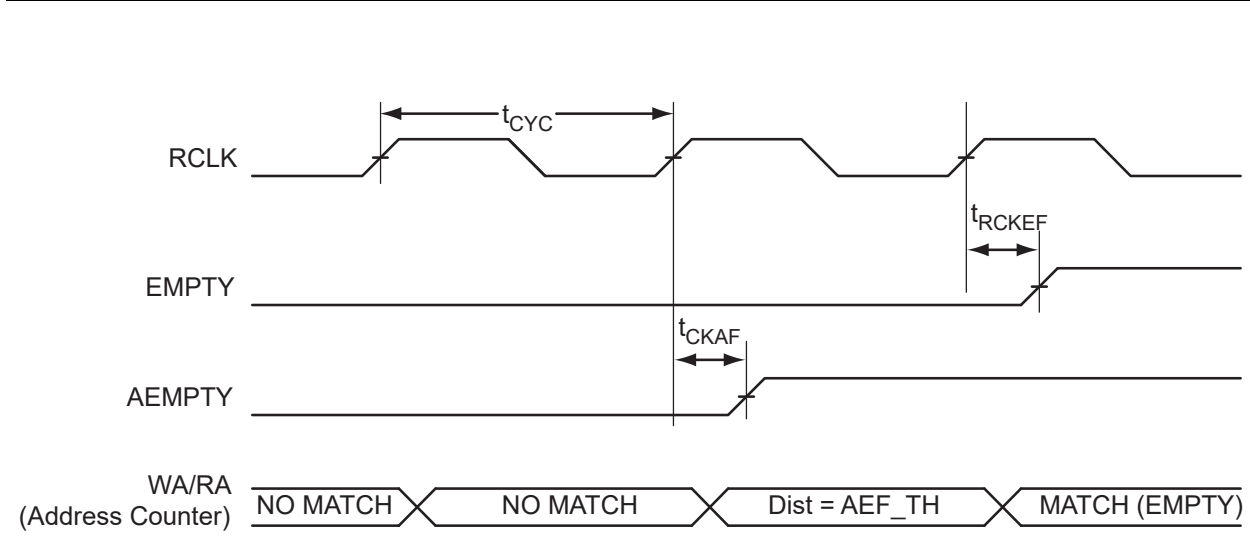 tCYC
RCLK
tRCKEF
EMPTY
tCKAF
AEMPTY
WA/RA
(Address Counter)
NO MATCH
NO MATCH
Dist = AEF_TH
MATCH (EMPTY)